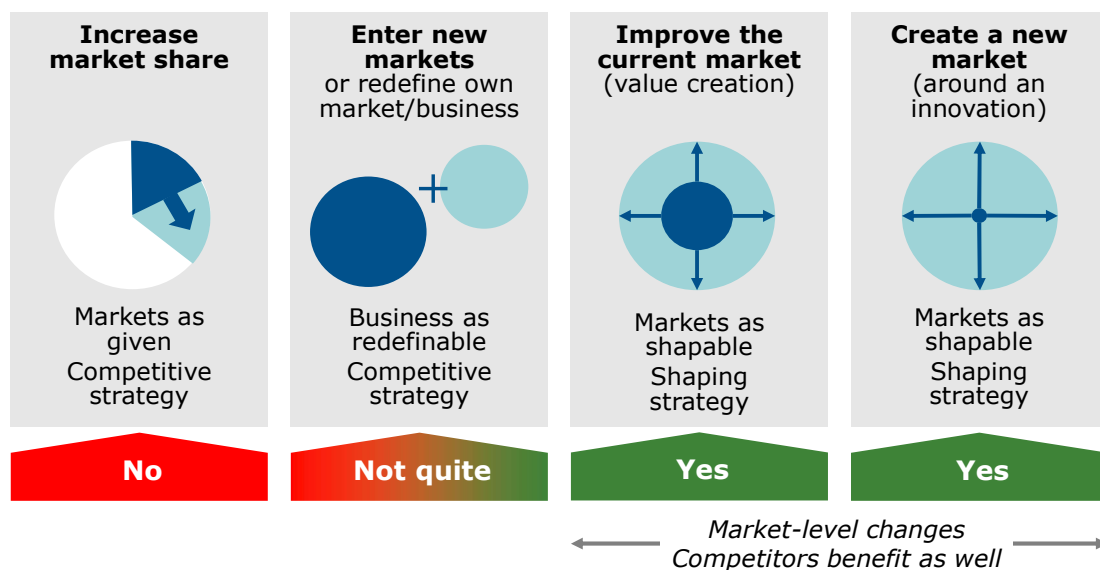 Increase
market share
Markets as
given
Competitive
strategy
No
Enter new
markets
or redefine own
market/business
Business as
redefinable
Competitive
strategy
Not quite
Improve the
current market
(value creation)
Markets as
shapable
Shaping
strategy
Yes
Create a new
market
(around an
innovation)
Markets as
shapable
Shaping
strategy
Yes
Market-level changes
Competitors benefit as well